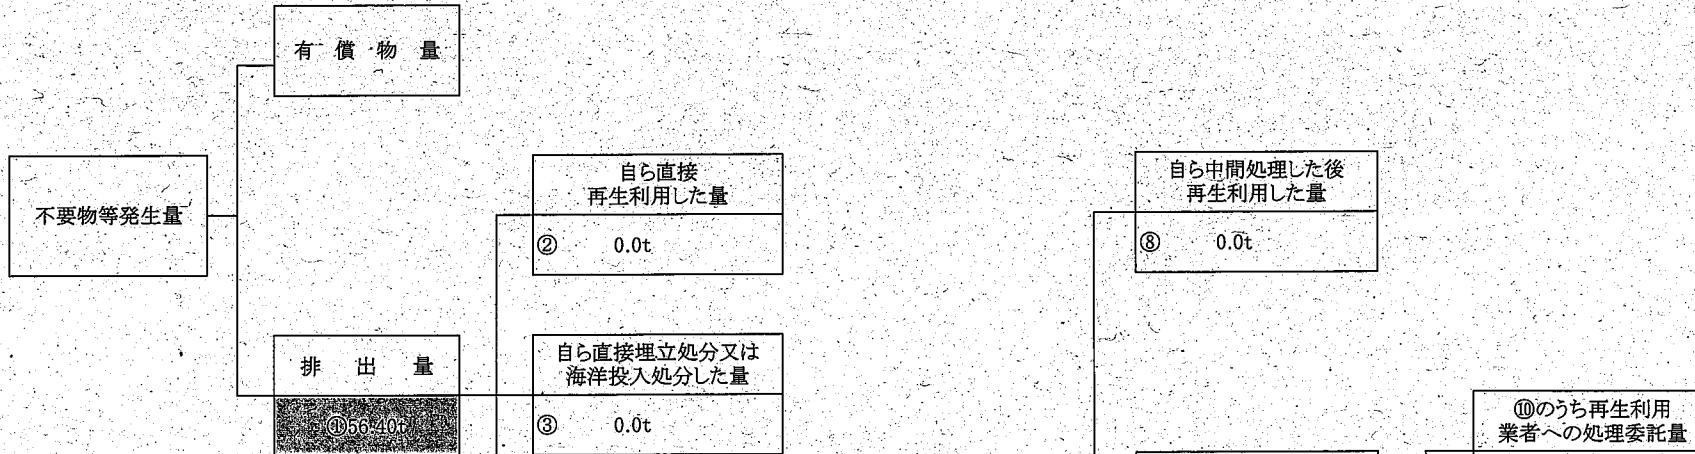 有償物量
不要物等発生量
自ら直接
再生利用した量
② 0.0t
自ら中間処理した後
再生利用した量
⑧ 0.0t
排出量
①56.40t
自ら直接埋立処分又は
海洋投入処分した量
③ 0.0t
⑩のうち再生利用
業者への処理委託量